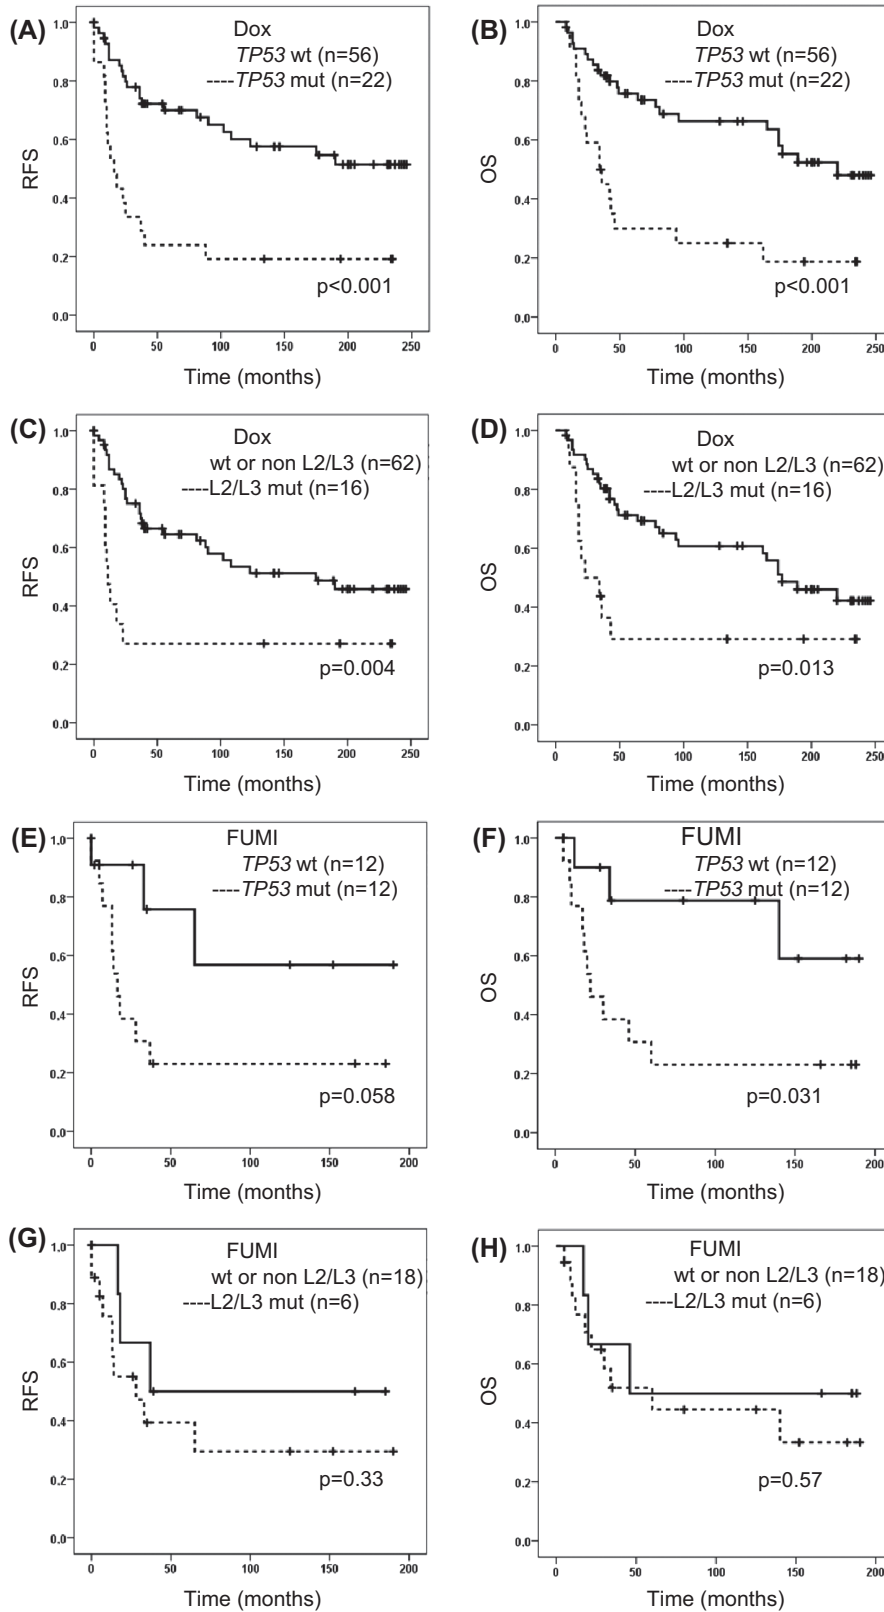 (A)
Dox
TP53 wt (n=56)
TP53 mut (n=22)
1.0
0.8
0.6
0.4
0.2
0.0
RFS
p<0.001
0 50 100 150 200 250
Time (months)
(B)
Dox
TP53 wt (n=56)
TP53 mut (n=22)
1.0
0.8
0.6
0.4
0.2
0.0
OS
p<0.001
0 50 100 150 200 250
Time (months)
(C)
Dox
wt or non L2/L3 (n=62)
L2/L3 mut (n=16)
1.0
0.8
0.6
0.4
0.2
0.0
RFS
p=0.004
0 50 100 150 200 250
Time (months)
(D)
Dox
wt or non L2/L3 (n=62)
L2/L3 mut (n=16)
1.0
0.8
0.6
0.4
0.2
0.0
OS
p=0.013
0 50 100 150 200 250
Time (months)
(E)
FUMI
TP53 wt (n=12)
TP53 mut (n=12)
1.0
0.8
0.6
0.4
0.2
0.0
RFS
p=0.058
0 50 100 150 200
Time (months)
(F)
FUMI
TP53 wt (n=12)
TP53 mut (n=12)
1.0
0.8
0.6
0.4
0.2
0.0
OS
p=0.031
0 50 100 150 200
Time (months)
(G)
FUMI
wt or non L2/L3 (n=18)
L2/L3 mut (n=6)
1.0
0.8
0.6
0.4
0.2
0.0
RFS
p=0.33
0 50 100 150 200
Time (months)
(H)
FUMI
wt or non L2/L3 (n=18)
L2/L3 mut (n=6)
1.0
0.8
0.6
0.4
0.2
0.0
OS
p=0.57
0 50 100 150 200
Time (months)